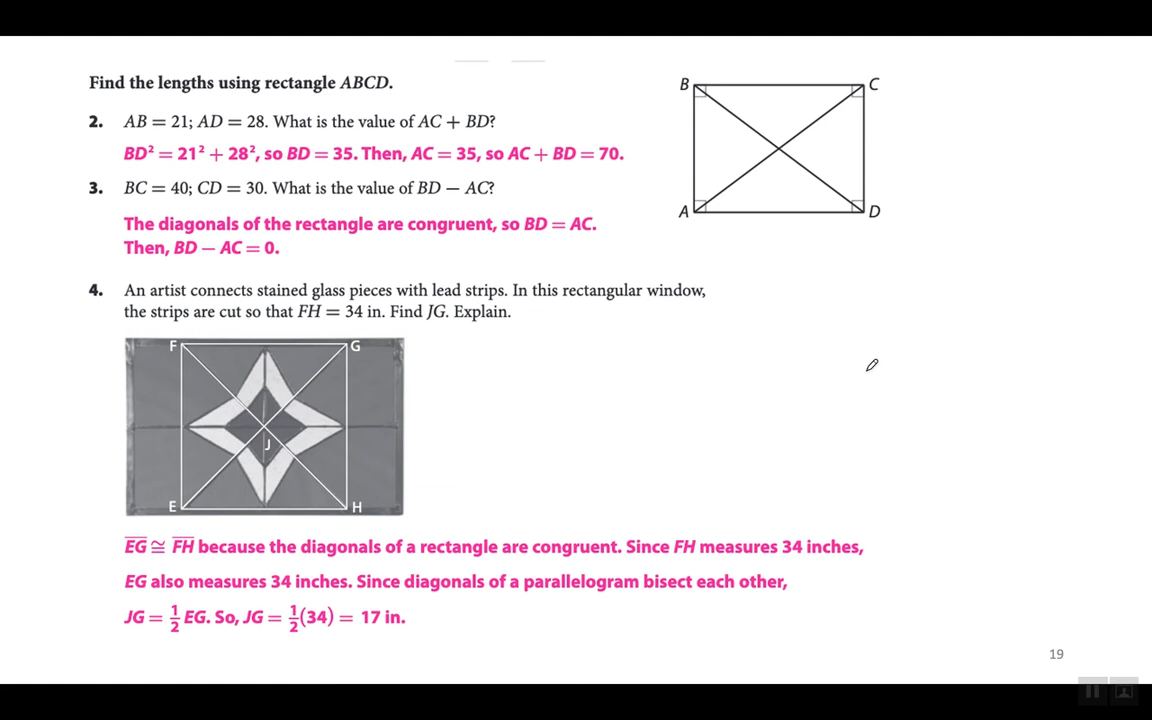 Find the lengths using rectangle ABCD.
2. AB = 21; AD = 28. What is the value of AC + BD?
BD² = 21² + 28², so BD = 35. Then, AC = 35, so AC + BD = 70.
3. BC = 40; CD = 30. What is the value of BD − AC?
The diagonals of the rectangle are congruent, so BD = AC.
Then, BD − AC = 0.
B
C
A
D
4. An artist connects stained glass pieces with lead strips. In this rectangular window,
the strips are cut so that FH = 34 in. Find JG. Explain.
F
G
J
E
H
E̅G̅ ≅ F̅H̅ because the diagonals of a rectangle are congruent. Since FH measures 34 inches,
EG also measures 34 inches. Since diagonals of a parallelogram bisect each other,
JG = 1/2 EG. So, JG = 1/2(34) = 17 in.
19